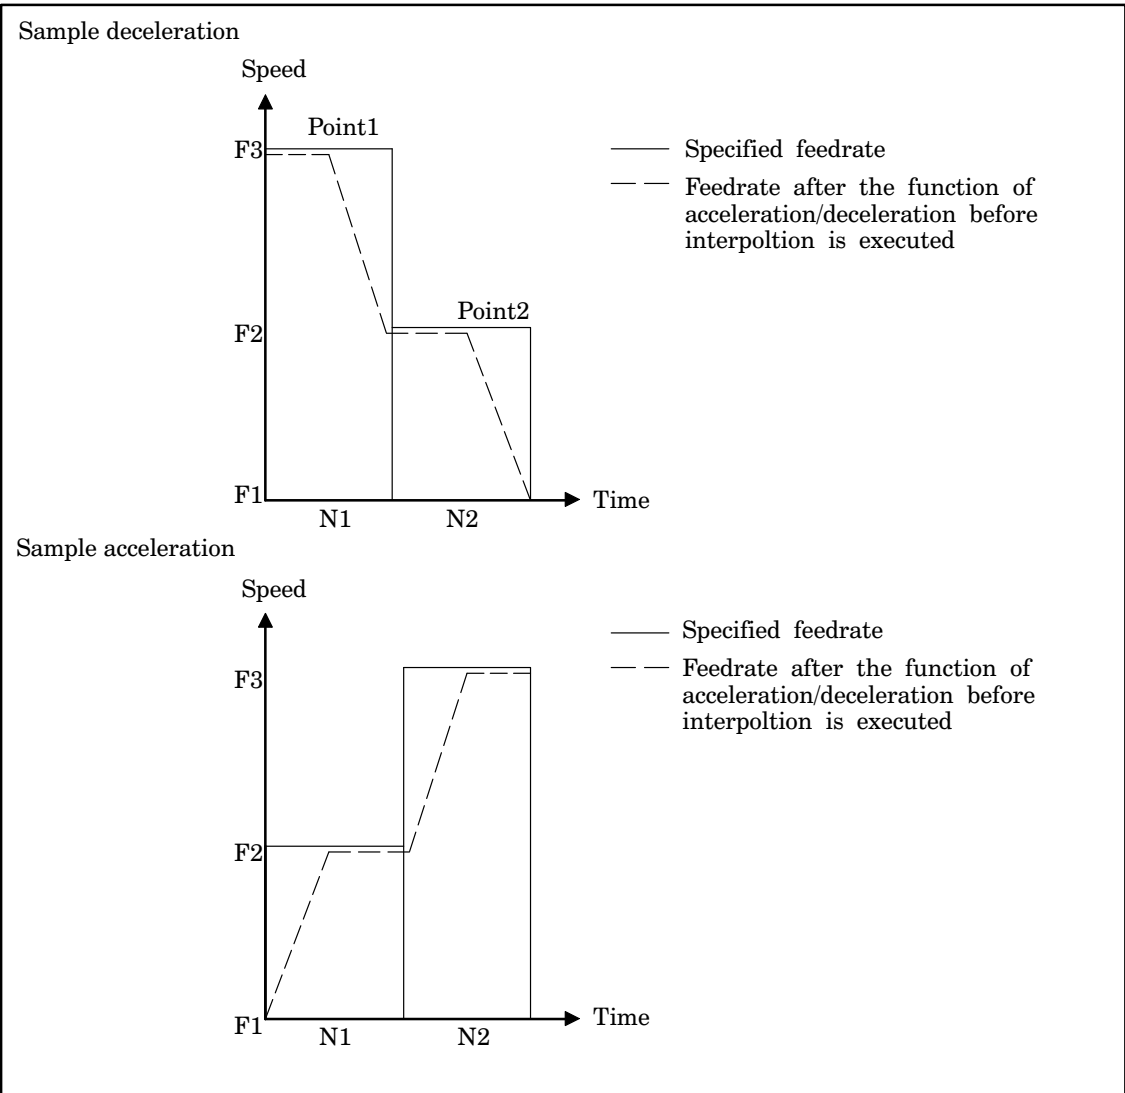 Sample deceleration
Speed
Point1
F3
Specified feedrate
Feedrate after the function of
acceleration/deceleration before
interpoltion is executed
Point2
F2
F1
Time
N1 N2
Sample acceleration
Speed
Specified feedrate
F3
Feedrate after the function of
acceleration/deceleration before
interpoltion is executed
F2
F1
Time
N1 N2